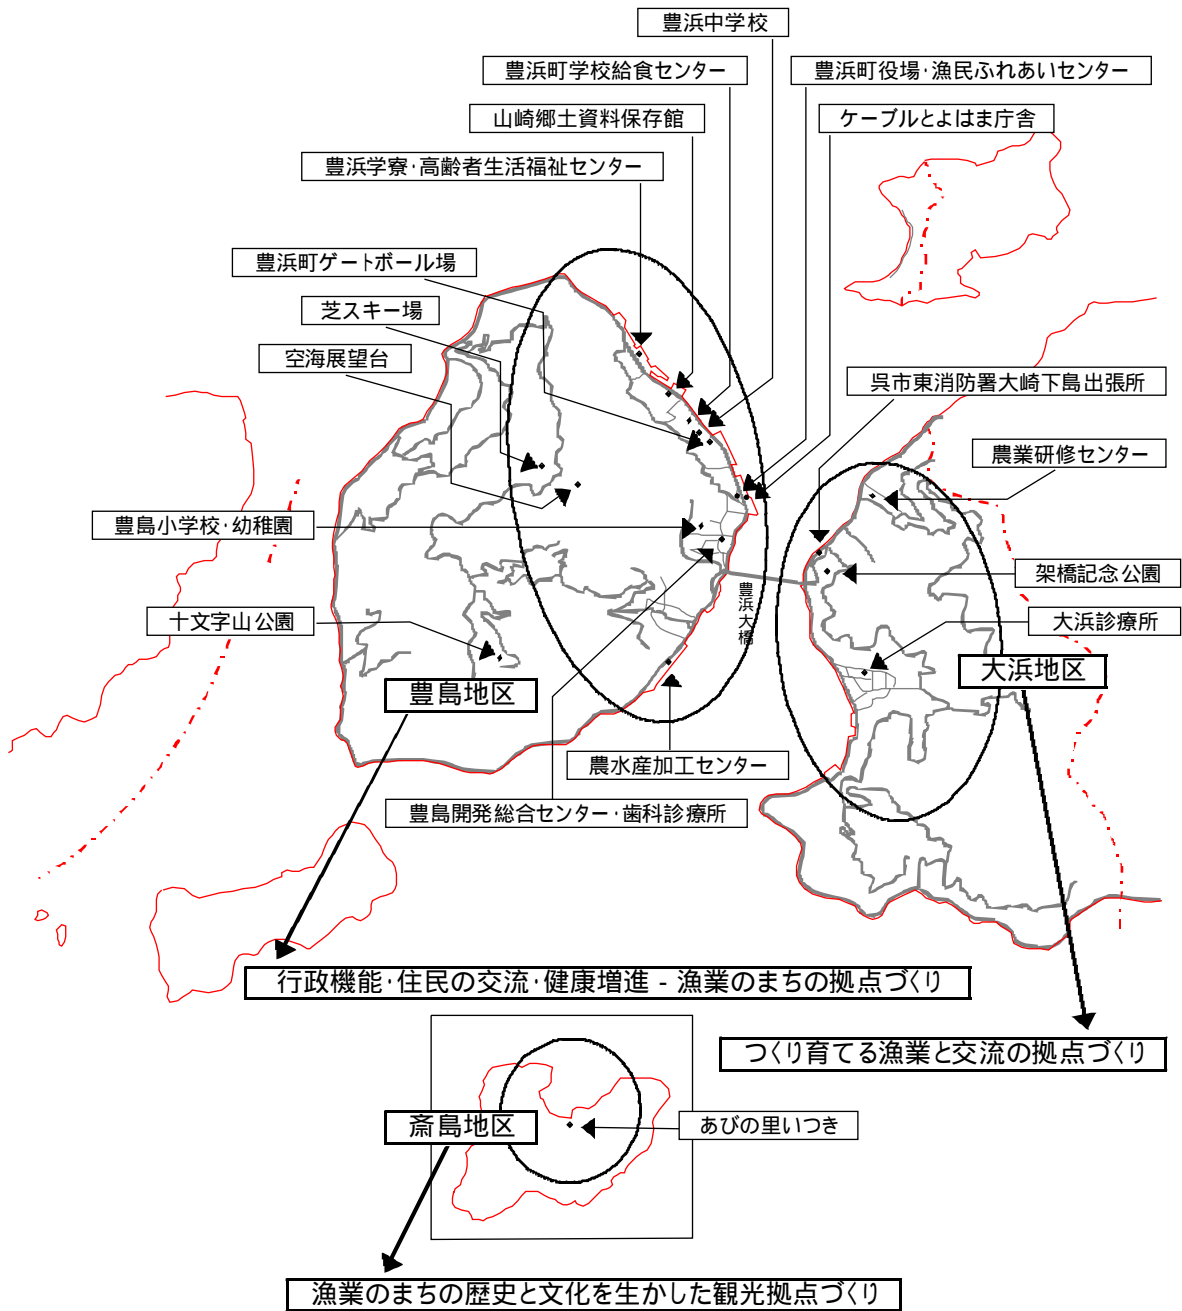 豊浜中学校
豊浜町学校給食センター
豊浜町役場・漁民ふれあいセンター
山崎郷土資料保存館
ケーブルとよはま庁舎
豊浜学寮・高齢者生活福祉センター
豊浜町ゲートボール場
芝スキー場
空海展望台
呉市東消防署大崎下島出張所
農業研修センター
豊島小学校・幼稚園
架橋記念公園
豊浜大橋
十文字山公園
大浜診療所
大浜地区
豊島地区
農水産加工センター
豊島開発総合センター・歯科診療所
行政機能・住民の交流・健康増進 - 漁業のまちの拠点づくり
つくり育てる漁業と交流の拠点づくり
斎島地区
あびの里いつき
漁業のまちの歴史と文化を生かした観光拠点づくり